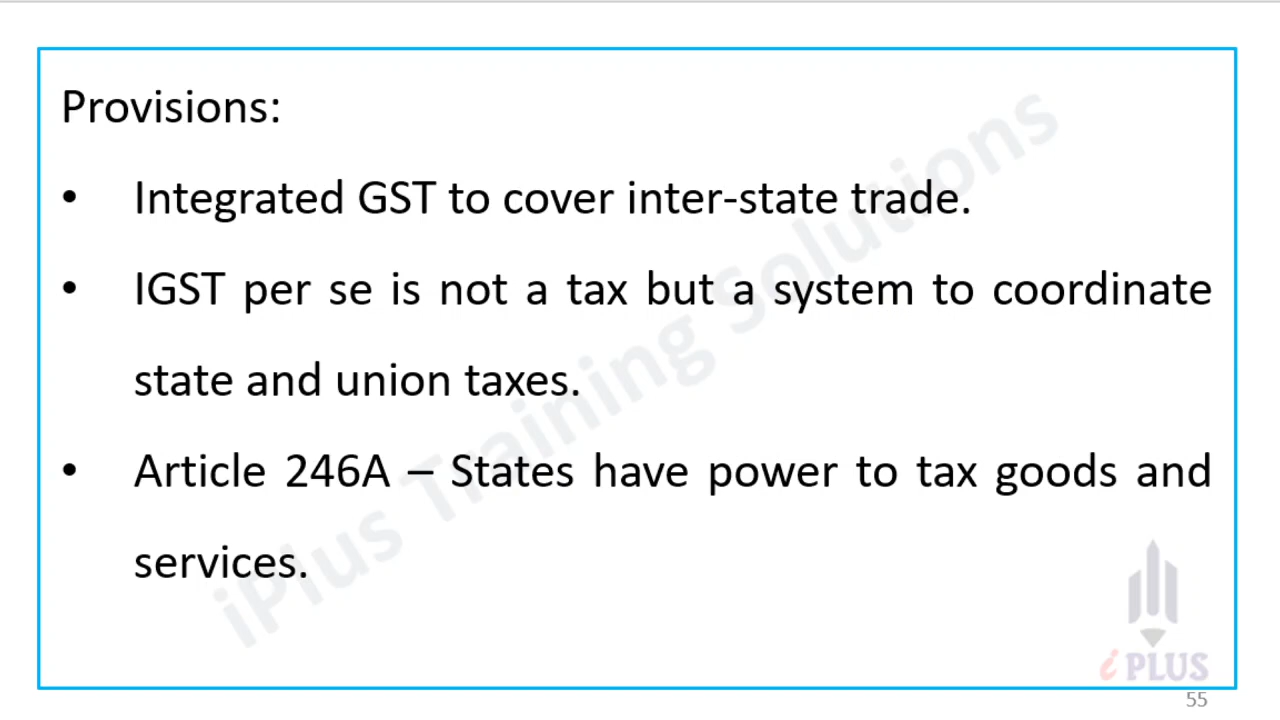 Provisions:
• Integrated GST to cover inter-state trade.
• IGST per se is not a tax but a system to coordinate
state and union taxes.
• Article 246A – States have power to tax goods and
services.
iPlus Training Solutions
i PLUS
55